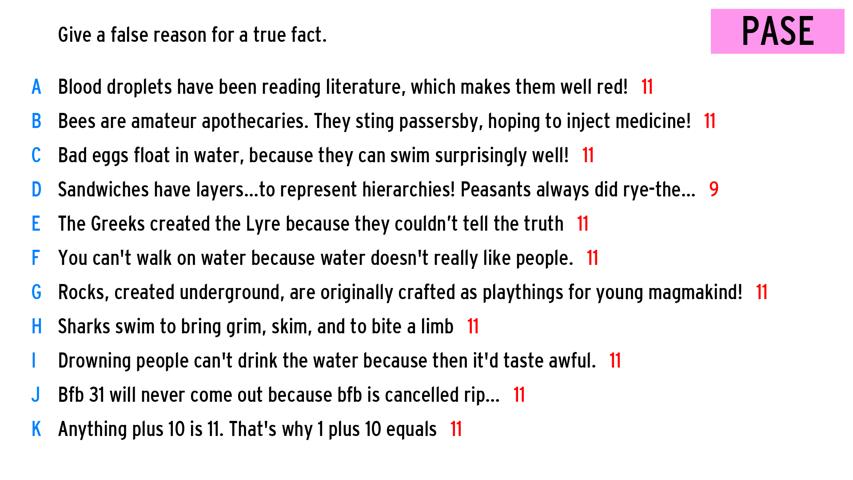 Give a false reason for a true fact.
PASE
A Blood droplets have been reading literature, which makes them well red! 11
B Bees are amateur apothecaries. They sting passersby, hoping to inject medicine! 11
C Bad eggs float in water, because they can swim surprisingly well! 11
D Sandwiches have layers...to represent hierarchies! Peasants always did rye-the... 9
E The Greeks created the Lyre because they couldn't tell the truth 11
F You can't walk on water because water doesn't really like people. 11
G Rocks, created underground, are originally crafted as playthings for young magmakind! 11
H Sharks swim to bring grim, skim, and to bite a limb 11
I Drowning people can't drink the water because then it'd taste awful. 11
J Bfb 31 will never come out because bfb is cancelled rip... 11
K Anything plus 10 is 11. That's why 1 plus 10 equals 11